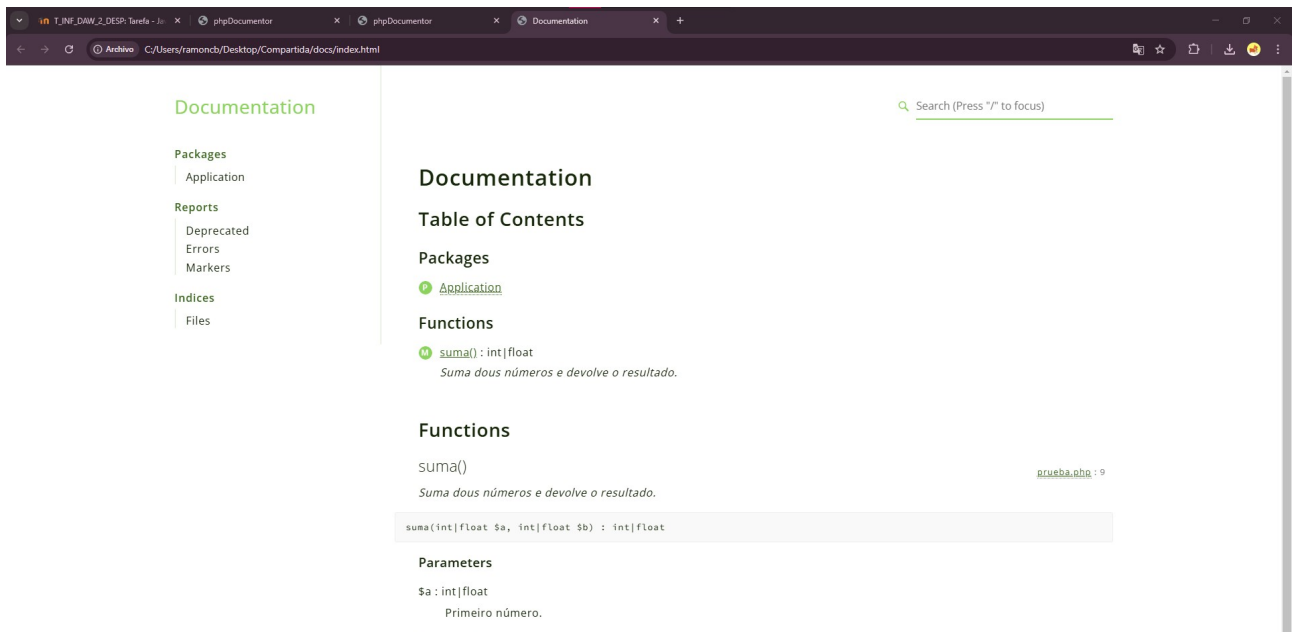 T_INF_DAW_2_DESP: Tarefa - Ja
phpDocumentor
phpDocumentor
Documentation
Archivo
C:/Users/ramoncb/Desktop/Compartida/docs/index.html
Documentation
Search (Press "/" to focus)
Packages
Application
Reports
Deprecated
Errors
Markers
Indices
Files
Documentation
Table of Contents
Packages
P Application
Functions
M suma() : int|float
Suma dous números e devolve o resultado.
Functions
suma()
prueba.php : 9
Suma dous números e devolve o resultado.
suma(int|float $a, int|float $b) : int|float
Parameters
$a : int|float
Primeiro número.